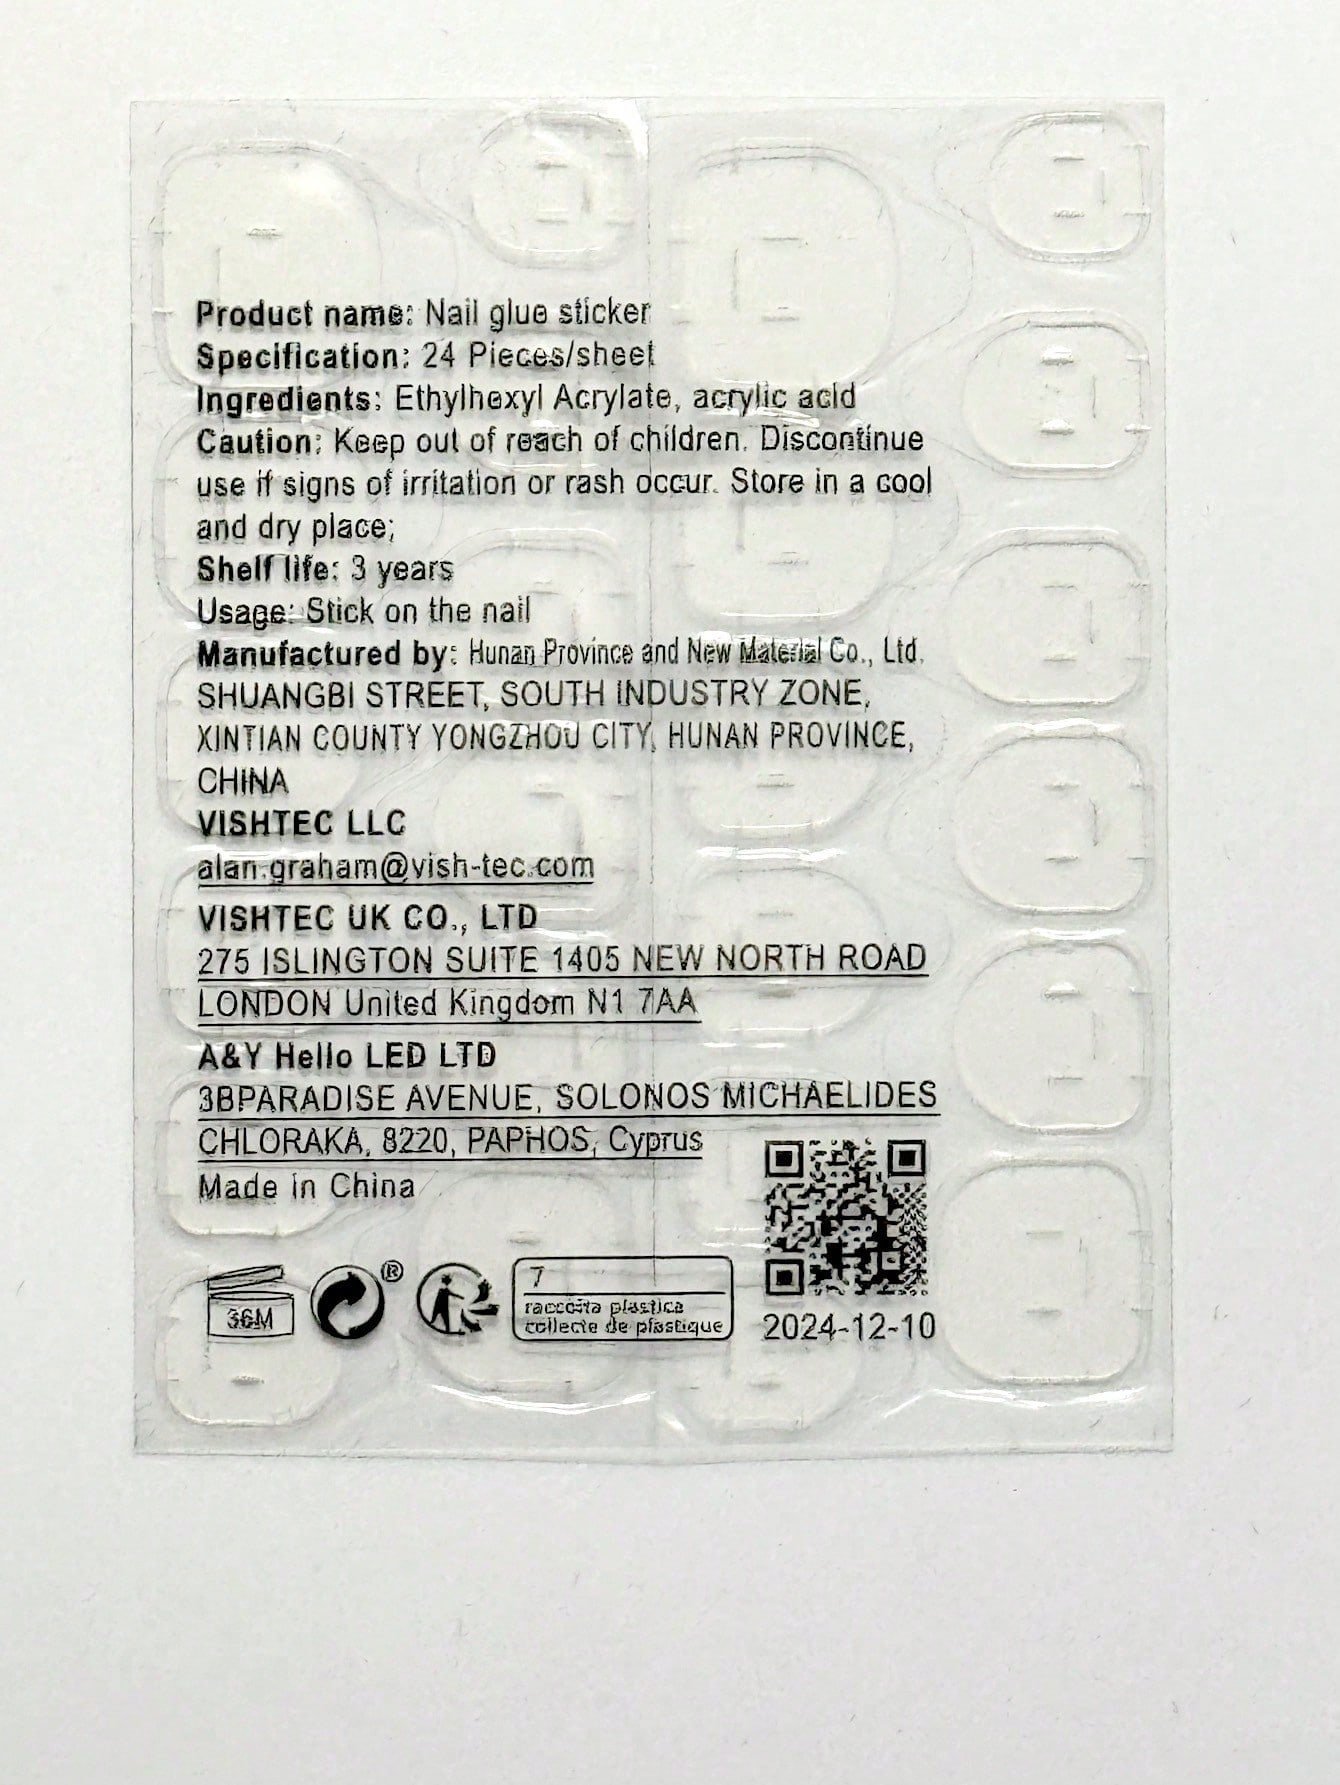 Product name: Nail glue sticker
Specification: 24 Pieces/sheet
Ingredients: Ethylhexyl Acrylate, acrylic acid
Caution: Keep out of reach of children. Discontinue
use if signs of irritation or rash occur. Store in a cool
and dry place;
Shelf life: 3 years
Usage: Stick on the nail
Manufactured by: Hunan Province and New Material Co., Ltd.
SHUANGBI STREET, SOUTH INDUSTRY ZONE,
XINTIAN COUNTY YONGZHOU CITY, HUNAN PROVINCE,
CHINA
VISHTEC LLC
alan.graham@vish-tec.com
VISHTEC UK CO., LTD
275 ISLINGTON SUITE 1405 NEW NORTH ROAD
LONDON United Kingdom N1 7AA
A&Y Hello LED LTD
3BPARADISE AVENUE, SOLONOS MICHAELIDES
CHLORAKA, 8220, PAPHOS, Cyprus
Made in China
36M
®
7
raccolta plastica
collecte de plastique
2024-12-10